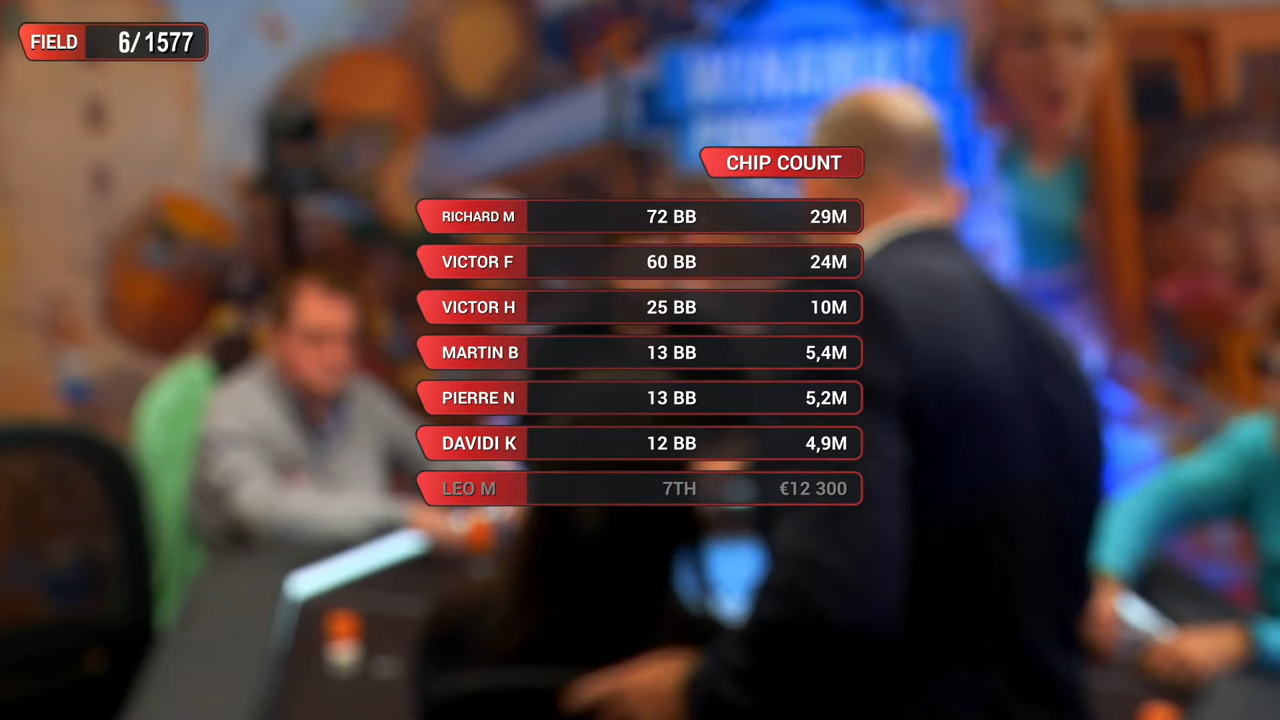 FIELD 6/1577
CHIP COUNT
RICHARD M 72 BB 29M
VICTOR F 60 BB 24M
VICTOR H 25 BB 10M
MARTIN B 13 BB 5,4M
PIERRE N 13 BB 5,2M
DAVIDI K 12 BB 4,9M
LEO M 7TH €12 300